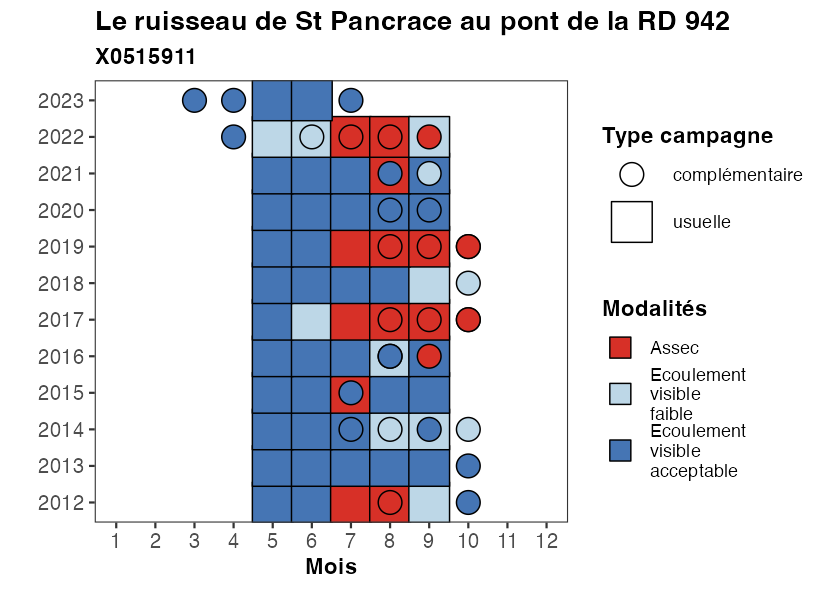 Le ruisseau de St Pancrace au pont de la RD 942
X0515911
2023
2022
2021
2020
2019
2018
2017
2016
2015
2014
2013
2012
1 2 3 4 5 6 7 8 9 10 11 12
Mois
Type campagne
complémentaire
usuelle
Modalités
Assec
Ecoulement
visible
faible
Ecoulement
visible
acceptable